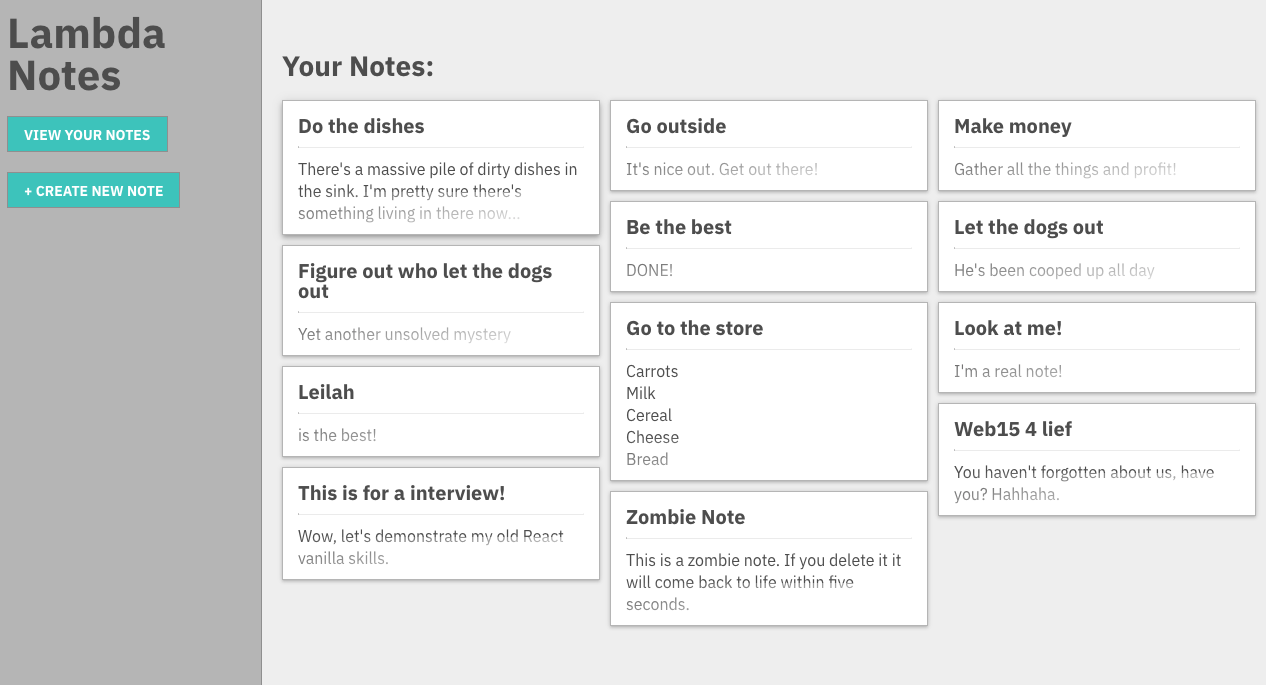 Lambda
Notes
VIEW YOUR NOTES
+ CREATE NEW NOTE
Your Notes:
Do the dishes
There's a massive pile of dirty dishes in
the sink. I'm pretty sure there's
something living in there now...
Figure out who let the dogs
out
Yet another unsolved mystery
Leilah
is the best!
This is for a interview!
Wow, let's demonstrate my old React
vanilla skills.
Go outside
It's nice out. Get out there!
Be the best
DONE!
Go to the store
Carrots
Milk
Cereal
Cheese
Bread
Zombie Note
This is a zombie note. If you delete it it
will come back to life within five
seconds.
Make money
Gather all the things and profit!
Let the dogs out
He's been cooped up all day
Look at me!
I'm a real note!
Web15 4 lief
You haven't forgotten about us, have
you? Hahhaha.